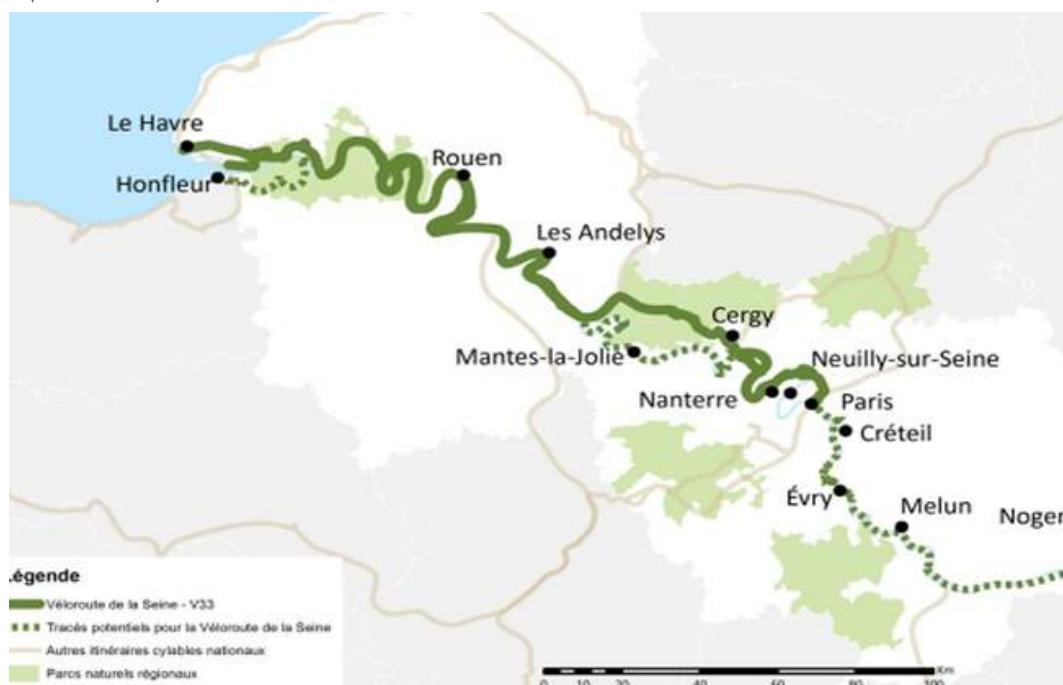 Le Havre
Honfleur
Rouen
Les Andelys
Cergy
Mantes-la-Jolie
Neuilly-sur-Seine
Nanterre
Paris
Créteil
Évry
Melun
Noger
Légende
Véloroute de la Seine - V33
Tracés potentiels pour la Véloroute de la Seine
Autres itinéraires cylables nationaux
Parcs naturels régionaux
Km
0 10 20 40 60 80 100